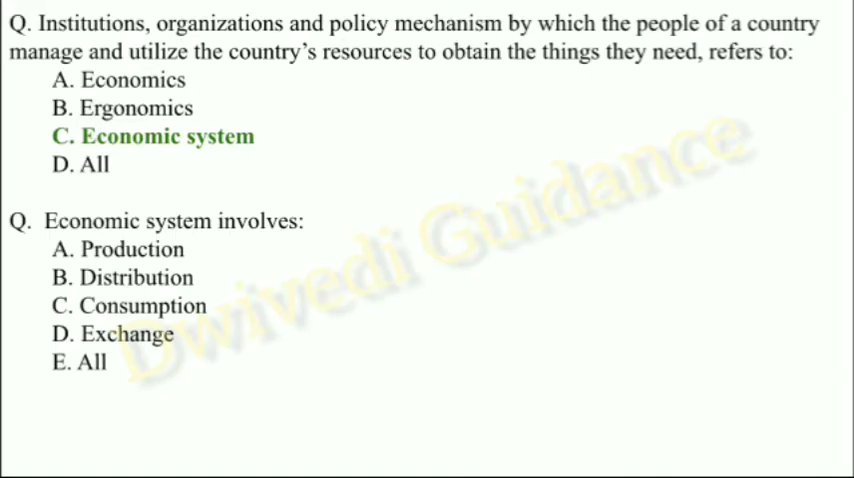 Q. Institutions, organizations and policy mechanism by which the people of a country
manage and utilize the country's resources to obtain the things they need, refers to:
A. Economics
B. Ergonomics
C. Economic system
D. All
Q. Economic system involves:
A. Production
B. Distribution
C. Consumption
D. Exchange
E. All
Dwivedi Guidance